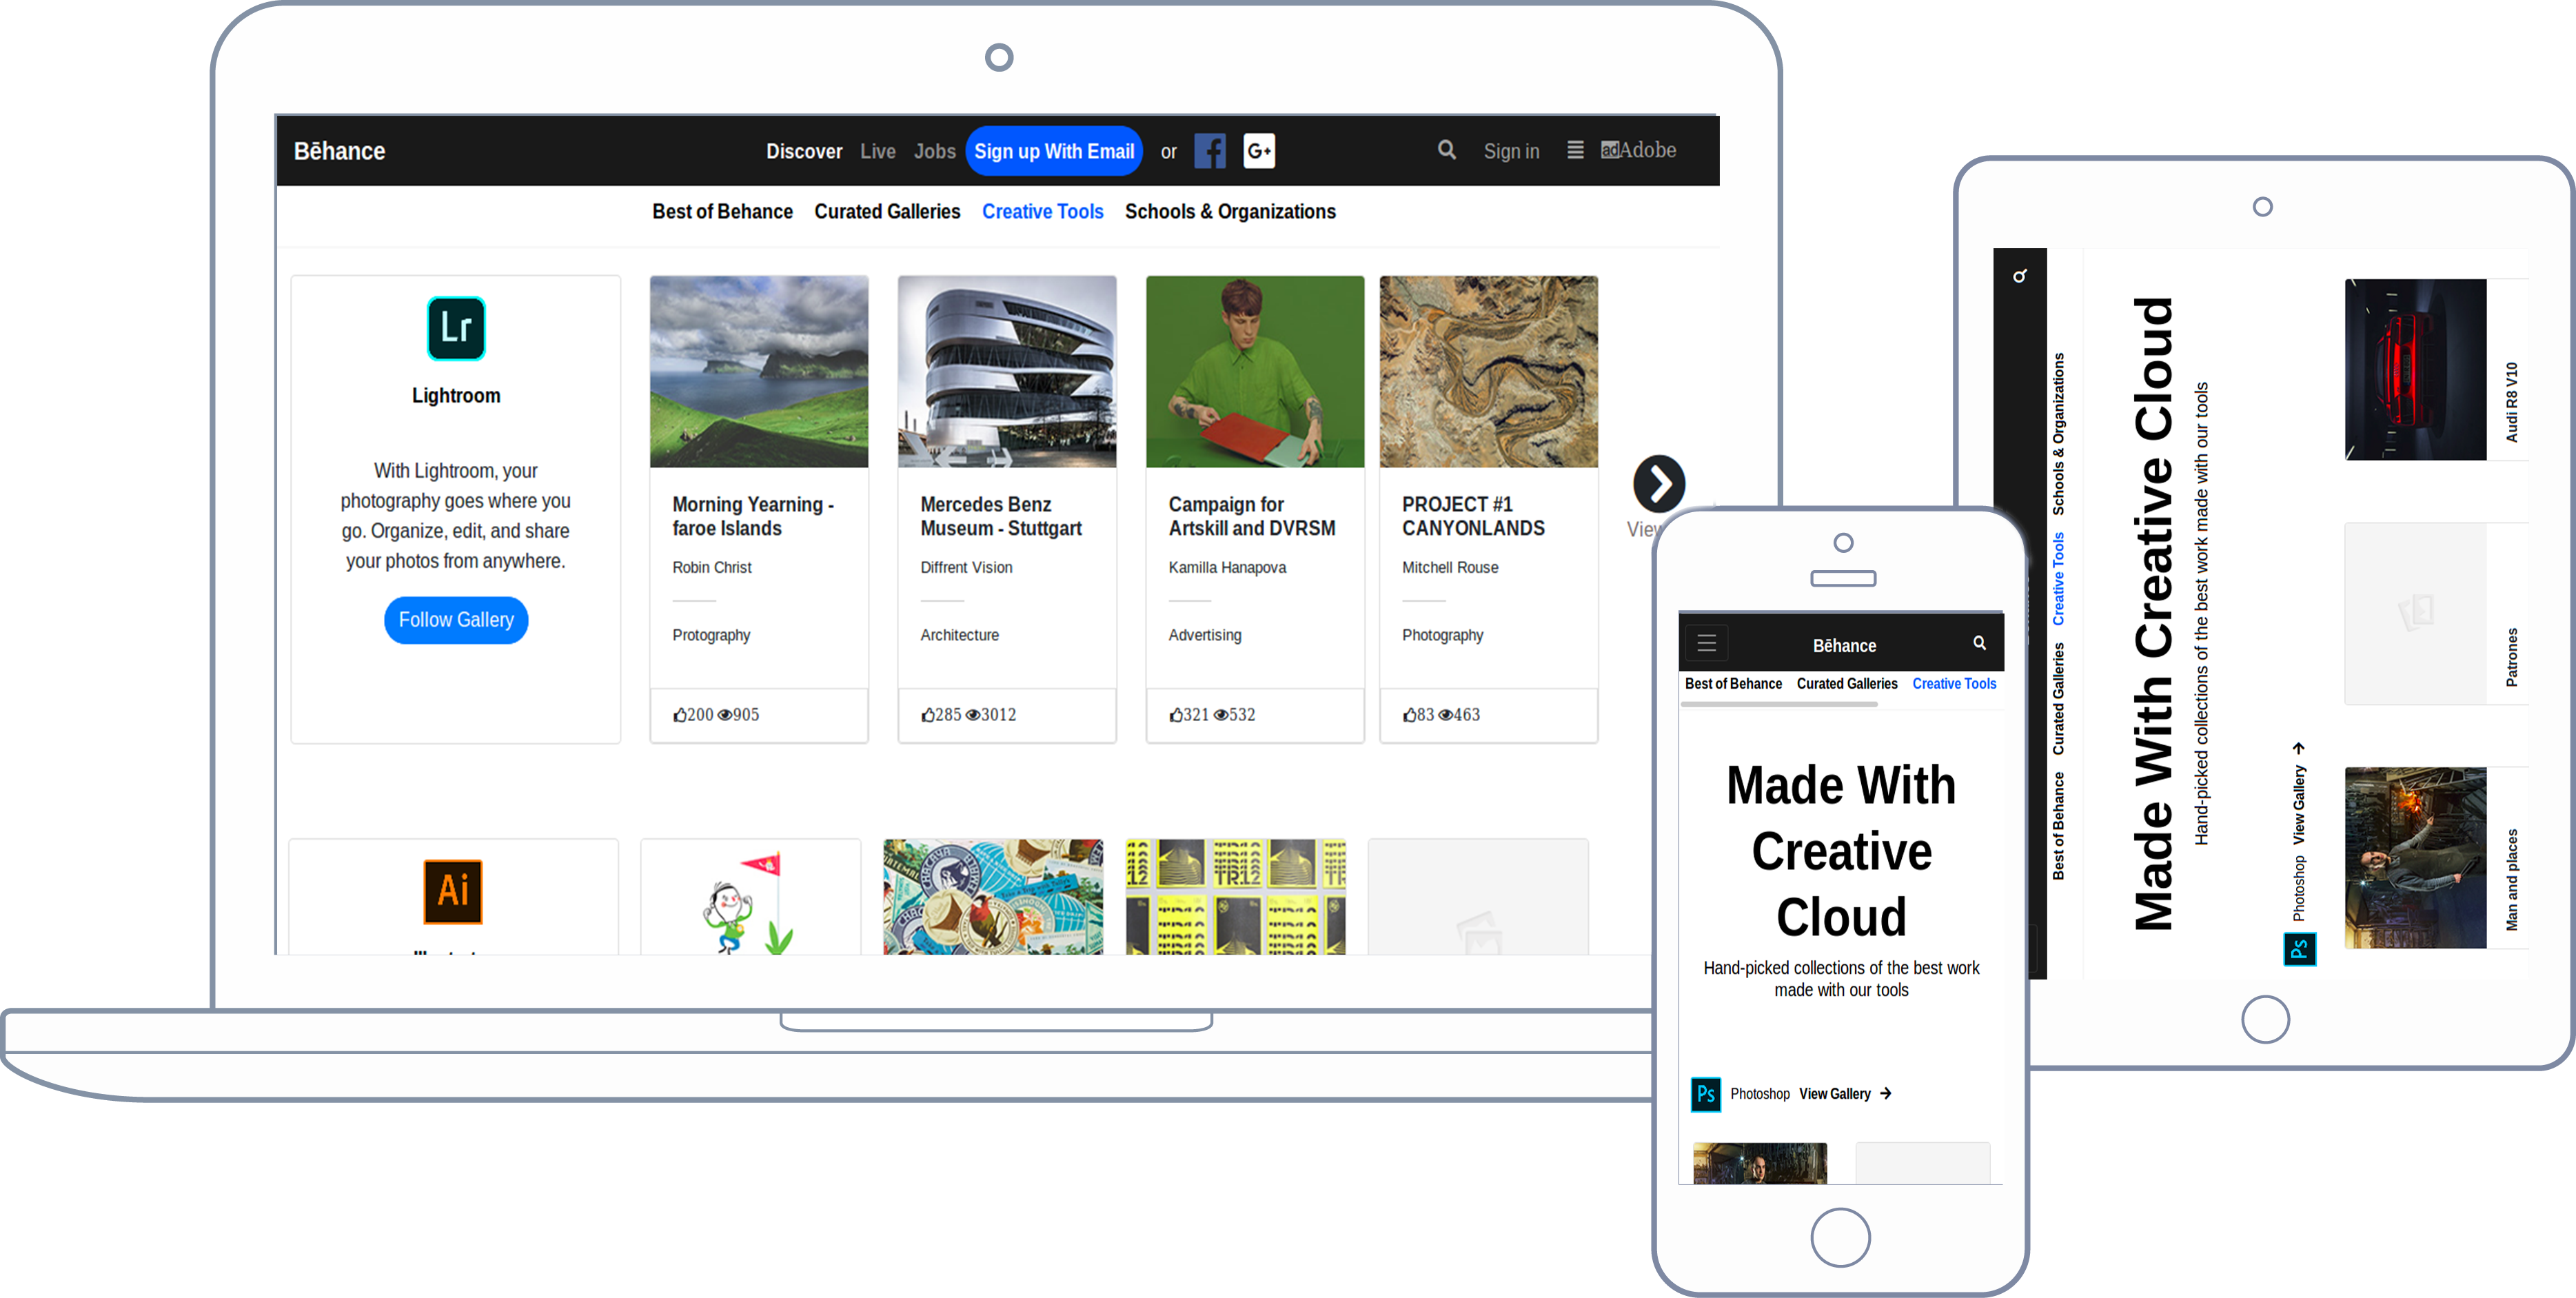 Bēhance
Discover Live Jobs Sign up With Email or G+
Sign in adAdobe
Best of Behance Curated Galleries Creative Tools Schools & Organizations
Lr
Lightroom
With Lightroom, your
photography goes where you
go. Organize, edit, and share
your photos from anywhere.
Follow Gallery
Morning Yearning -
faroe Islands
Robin Christ
Protography
200 905
Mercedes Benz
Museum - Stuttgart
Diffrent Vision
Architecture
285 3012
Campaign for
Artskill and DVRSM
Kamilla Hanapova
Advertising
321 532
PROJECT #1
CANYONLANDS
Mitchell Rouse
Photography
83 463
Ai
TR12
Bēhance
Best of Behance Curated Galleries Creative Tools
Made With
Creative
Cloud
Hand-picked collections of the best work
made with our tools
Ps Photoshop View Gallery →
Best of Behance Curated Galleries Creative Tools Schools & Organizations
Made With Creative Cloud
Hand-picked collections of the best work made with our tools
Ps Photoshop View Gallery →
Man and places
Patrones
Audi R8 V10